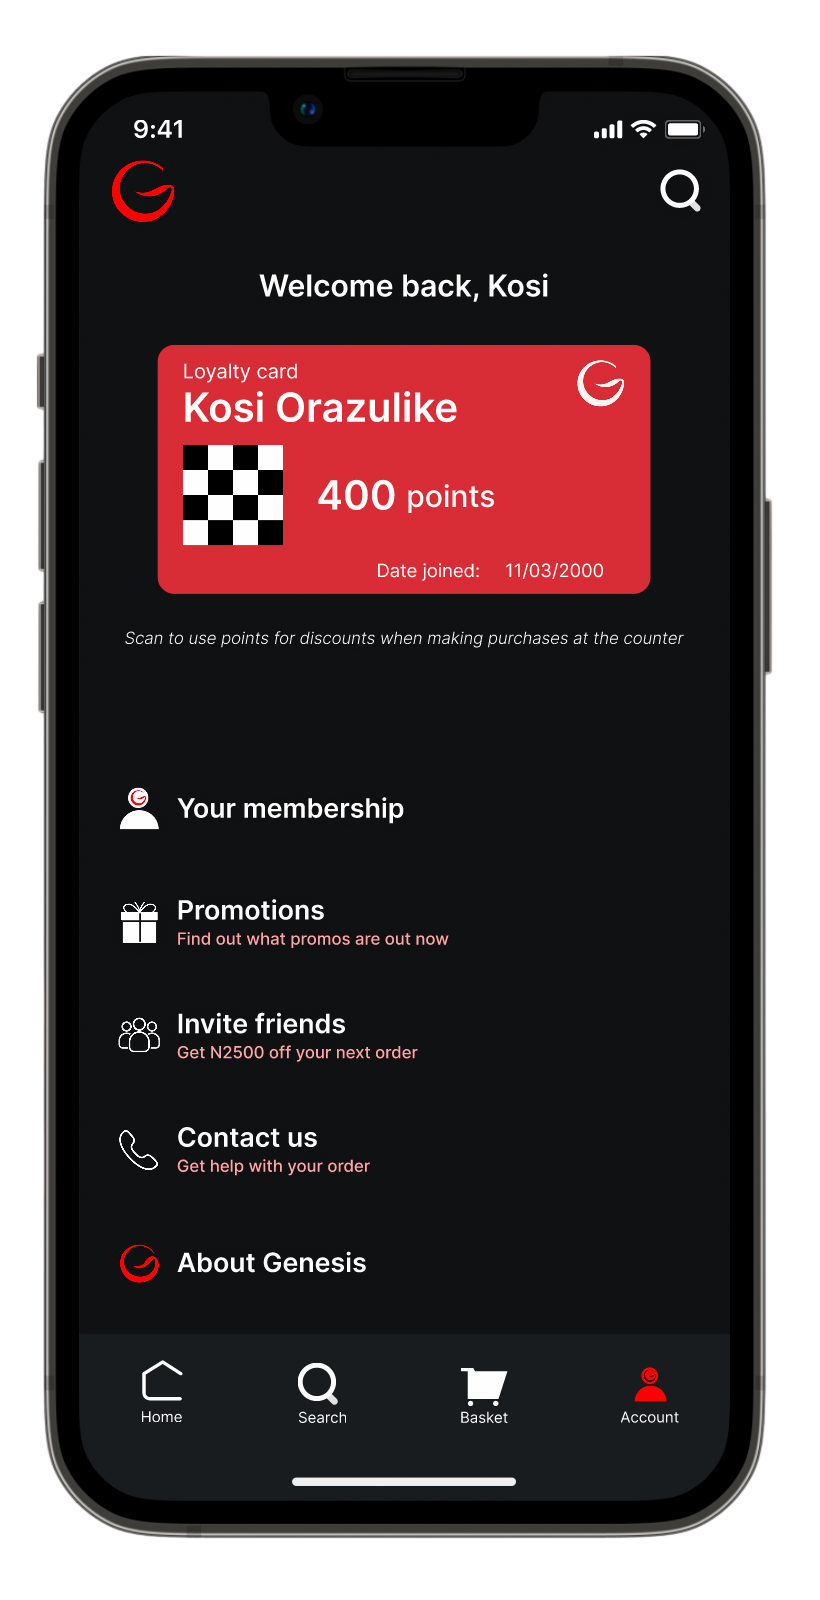 9:41
Welcome back, Kosi
Loyalty card
Kosi Orazulike
400 points
Date joined: 11/03/2000
Scan to use points for discounts when making purchases at the counter
Your membership
Promotions
Find out what promos are out now
Invite friends
Get N2500 off your next order
Contact us
Get help with your order
About Genesis
Home Search Basket Account